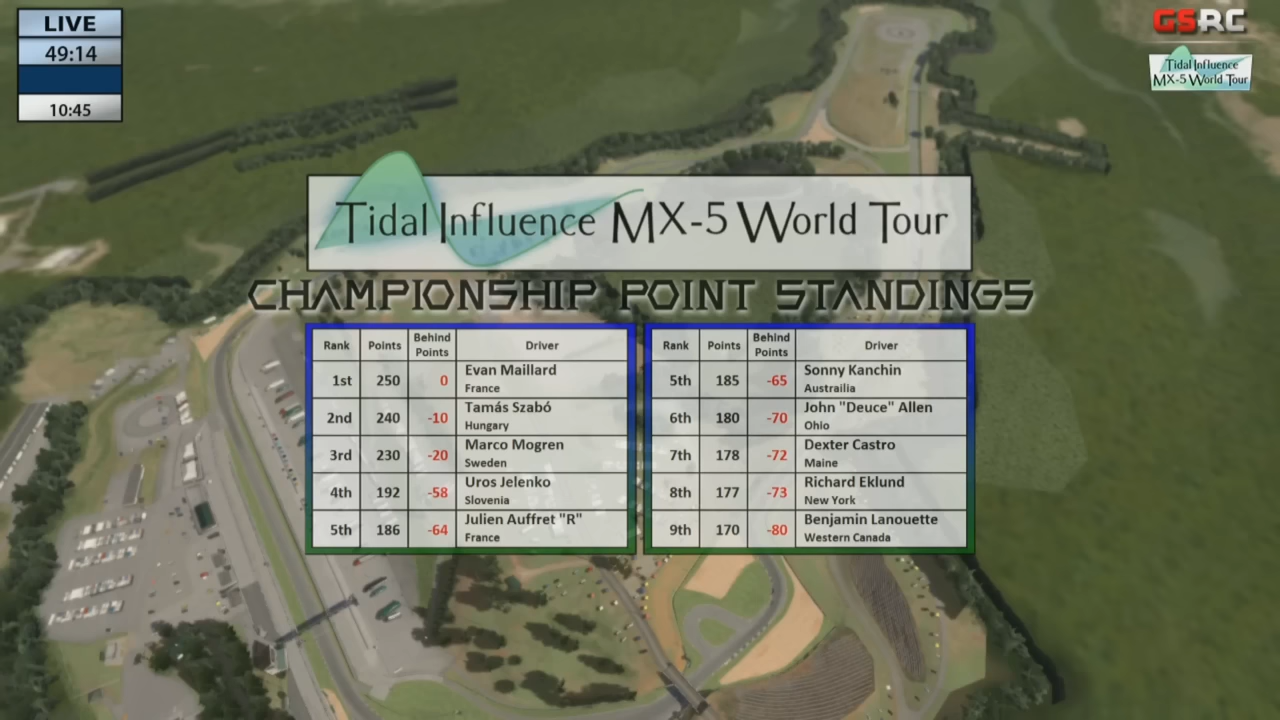 LIVE
49:14
10:45
GSRC
Tidal Influence
MX-5 World Tour
Tidal Influence MX-5 World Tour
CHAMPIONSHIP POINT STANDINGS
Rank Points Behind Points Driver
1st 250 0 Evan Maillard
France
2nd 240 -10 Tamás Szabó
Hungary
3rd 230 -20 Marco Mogren
Sweden
4th 192 -58 Uros Jelenko
Slovenia
5th 186 -64 Julien Auffret "R"
France
Rank Points Behind Points Driver
5th 185 -65 Sonny Kanchin
Austrailia
6th 180 -70 John "Deuce" Allen
Ohio
7th 178 -72 Dexter Castro
Maine
8th 177 -73 Richard Eklund
New York
9th 170 -80 Benjamin Lanouette
Western Canada